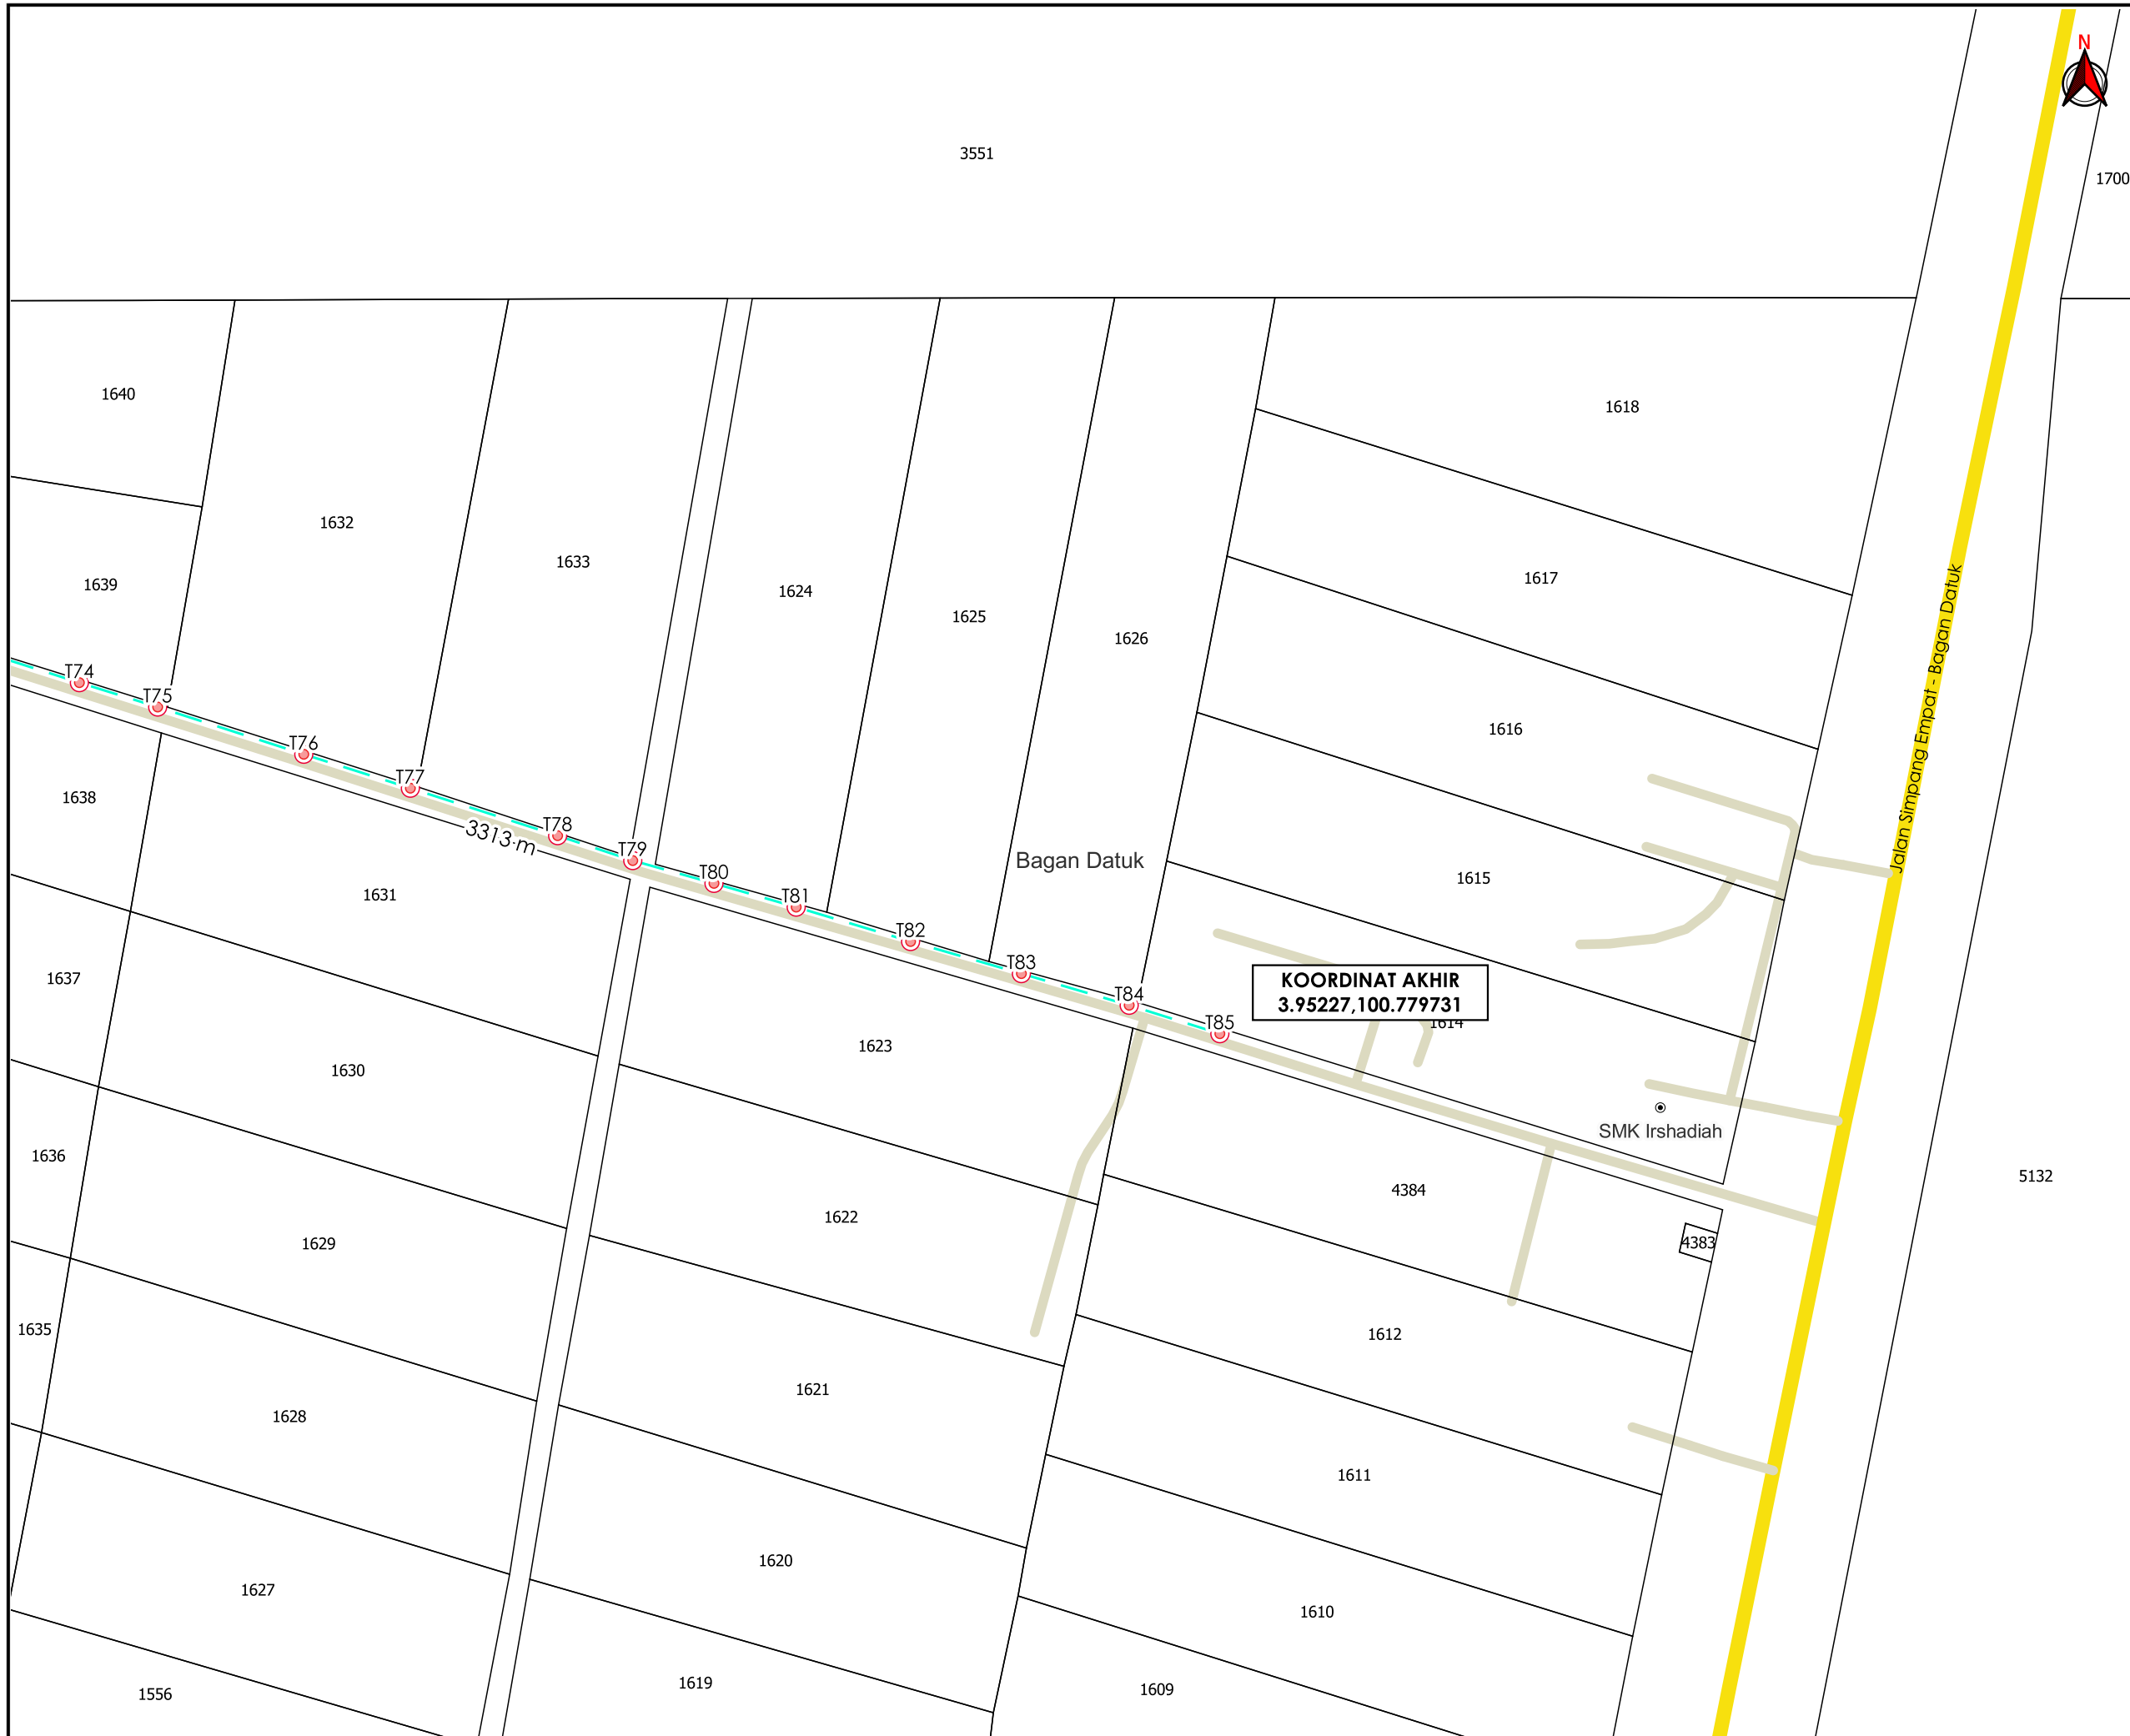 N
3551
1700
1640
1618
1632
1633
1617
1639
1624
1625
1626
Jalan Simpang Empat - Bagan Datuk
T74
T75
1616
T76
T77
1638
T78
3313 m
T79
Bagan Datuk
T80
1615
1631
T81
T82
T83
1637
KOORDINAT AKHIR
3.95227,100.779731
T84
1614
T85
1623
1630
SMK Irshadiah
1636
5132
4384
1622
1629
4383
1635
1612
1621
1628
1611
1620
1627
1610
1619
1609
1556